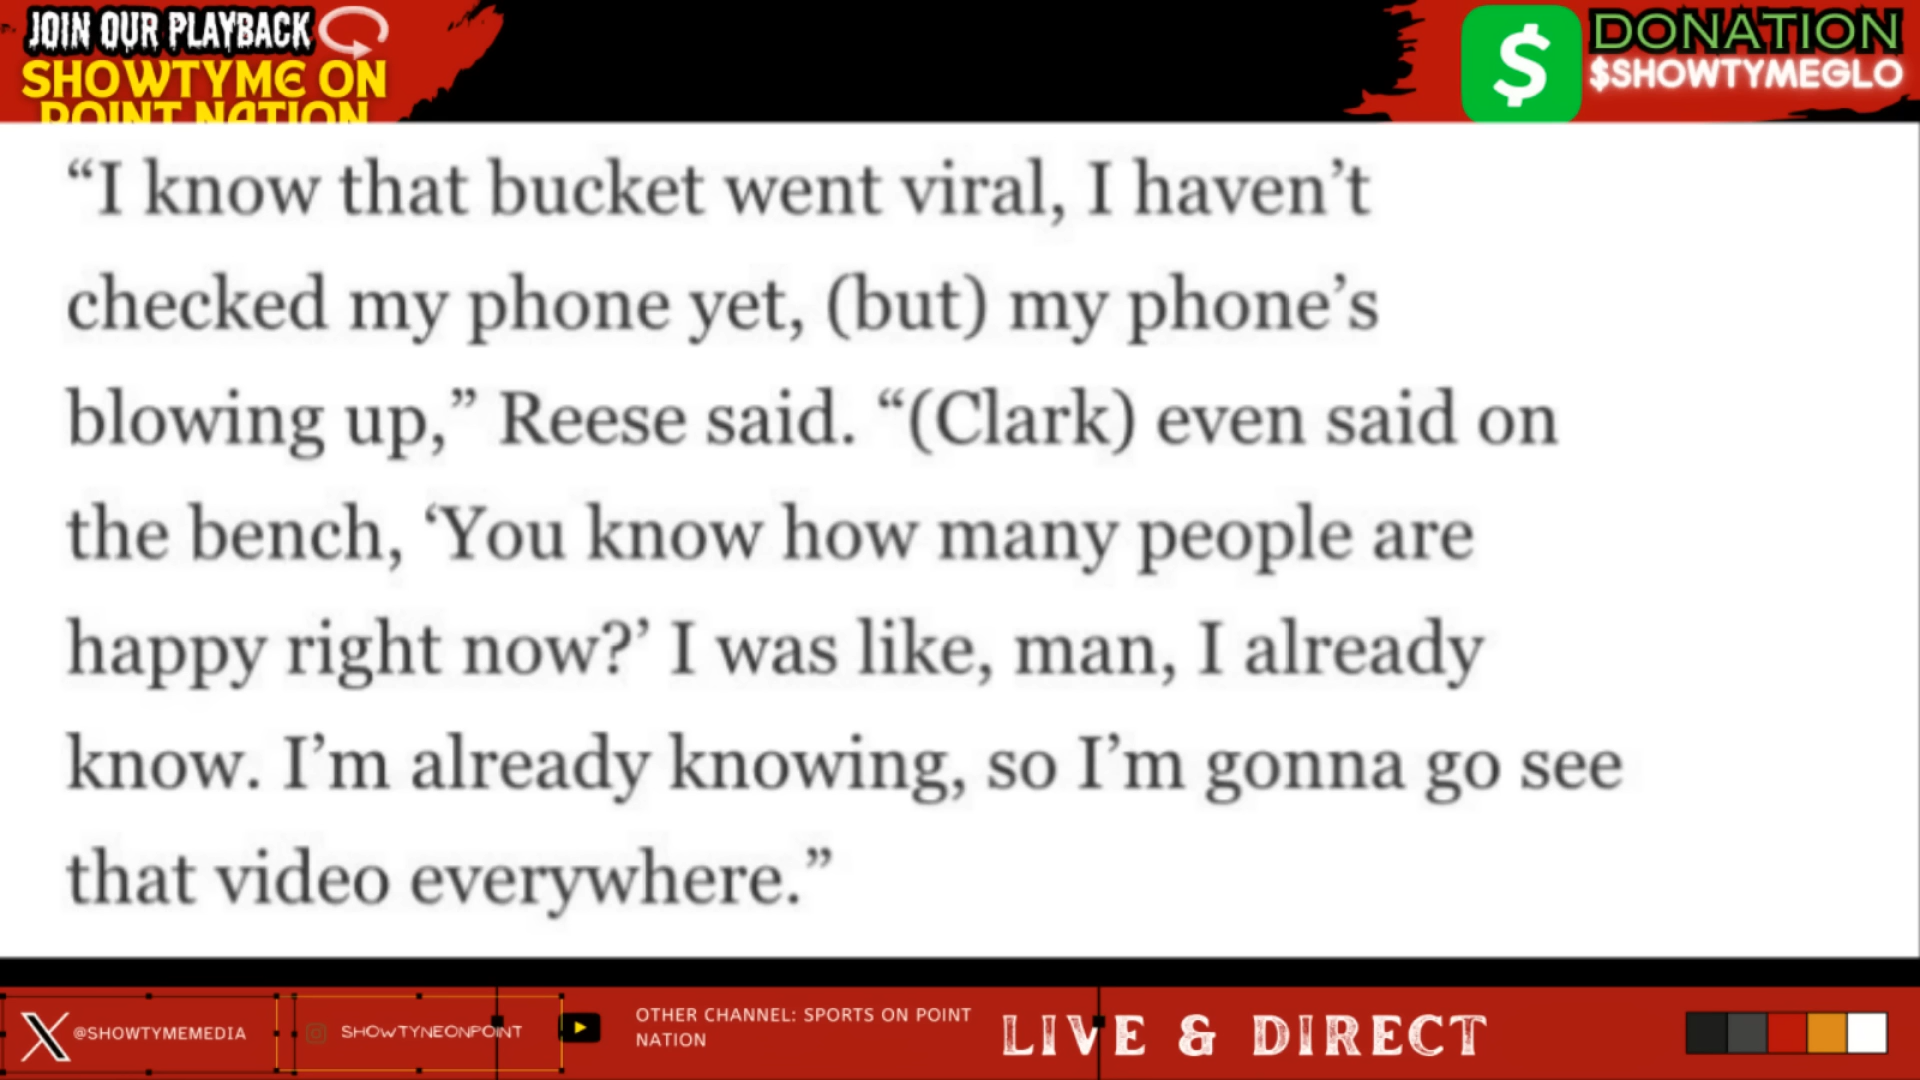 JOIN OUR PLAYBACK
SHOWTYME ON
POINT NATION
DONATION
$SHOWTYMEGLO
“I know that bucket went viral, I haven’t
checked my phone yet, (but) my phone’s
blowing up,” Reese said. “(Clark) even said on
the bench, ‘You know how many people are
happy right now?’ I was like, man, I already
know. I’m already knowing, so I’m gonna go see
that video everywhere.”
@SHOWTYMEMEDIA
SHOWTYNEONPOINT
OTHER CHANNEL: SPORTS ON POINT
NATION
LIVE & DIRECT